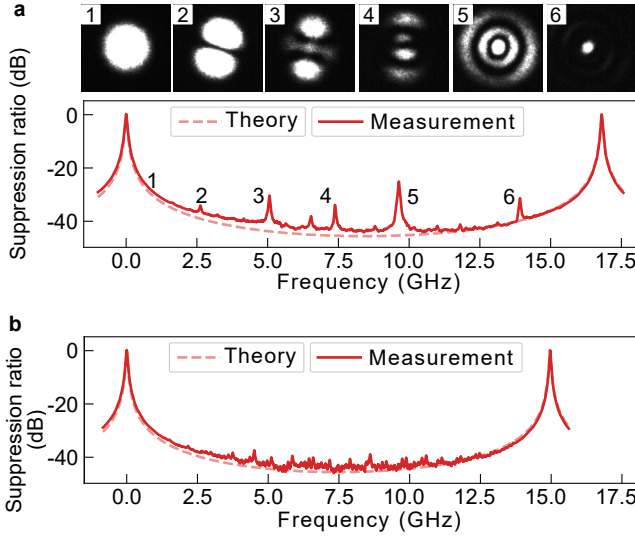 a
1 2 3 4 5 6
Suppression ratio (dB)
0
−20
−40
Theory Measurement
1 2 3 4 5 6
0.0 2.5 5.0 7.5 10.0 12.5 15.0 17.5
Frequency (GHz)
b
Suppression ratio
(dB)
0
−20
−40
Theory Measurement
0.0 2.5 5.0 7.5 10.0 12.5 15.0 17.5
Frequency (GHz)